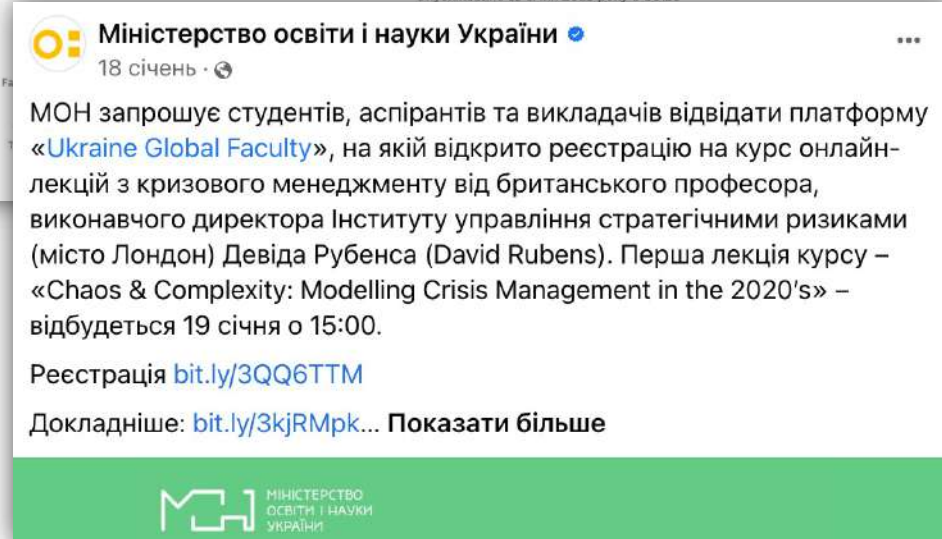 Міністерство освіти і науки України
18 січень ·
МОН запрошує студентів, аспірантів та викладачів відвідати платформу
«Ukraine Global Faculty», на якій відкрито реєстрацію на курс онлайн-
лекцій з кризового менеджменту від британського професора,
виконавчого директора Інституту управління стратегічними ризиками
(місто Лондон) Девіда Рубенса (David Rubens). Перша лекція курсу –
«Chaos & Complexity: Modelling Crisis Management in the 2020's» –
відбудеться 19 січня о 15:00.
Реєстрація bit.ly/3QQ6TTM
Докладніше: bit.ly/3kjRMpk... Показати більше
МІНІСТЕРСТВО
ОСВІТИ І НАУКИ
УКРАЇНИ